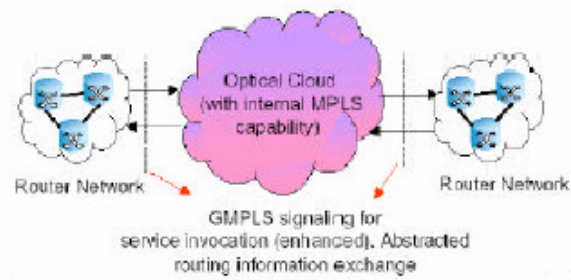 Optical Cloud
(with internal MPLS
capability)
Router Network
Router Network
GMPLS signaling for
service invocation (enhanced). Abstracted
routing information exchange